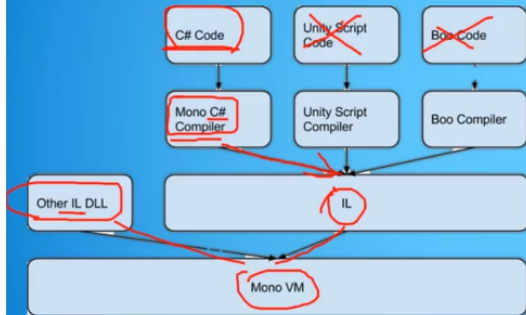 C# Code
Unity Script
Code
Boo Code
Mono C#
Compiler
Unity Script
Compiler
Boo Compiler
Other IL DLL
IL
Mono VM